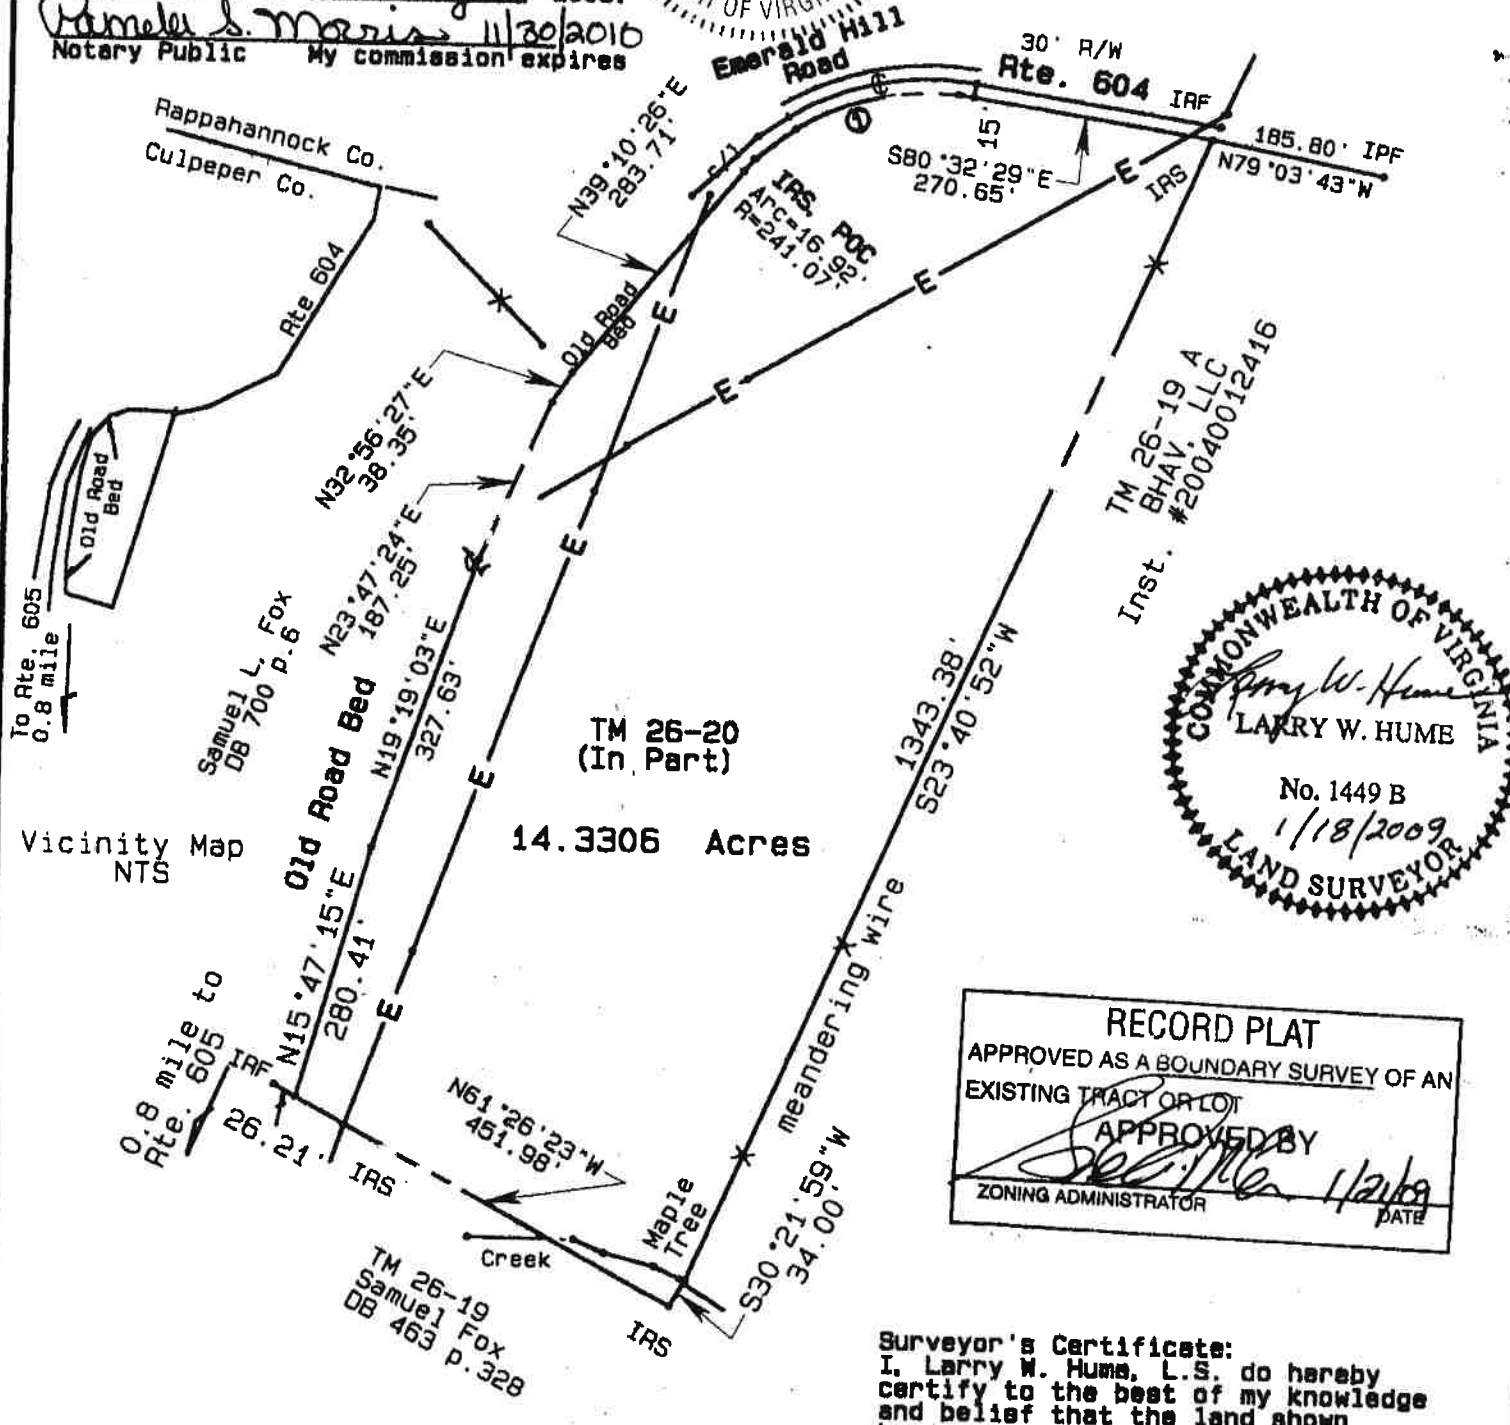 Pamela S. Morris 11/30/2010
Notary Public My commission expires
OF VIRG
Emerald Hill
Road
30' R/W
Rte. 604
IRF
185.80' IPF
N79°03'43"W
15'
S80°32'29"E
270.65'
IRS
Rappahannock Co.
Culpeper Co.
Rte 604
Old Road
Bed
To Rte. 605
0.8 mile
Vicinity Map
NTS
N39°10'26"E
283.71'
C/L
1
IRS, POC
Arc=16.92'
R=241.07'
E
E
E
E
E
E
E
Old Road
Bed
N32°56'27"E
38.35'
N23°47'24"E
187.25'
Samuel L. Fox
DB 700 p.6
Old Road Bed
N19°19'03"E
327.63'
TM 26-20
(In Part)
14.3306 Acres
1343.38'
S23°40'52"W
TM 26-19 A
BHAV, LLC
Inst. #200400012416
COMMONWEALTH OF VIRGINIA
Larry W. Hume
LARRY W. HUME
No. 1449 B
1/18/2009
LAND SURVEYOR
N15°47'15"E
280.41'
0.8 mile to
Rte. 605
IRF
26.21'
IRS
N61°26'23"W
451.98'
meandering wire
Maple
Tree
S30°21'59"W
34.00'
Creek
TM 26-19
Samuel Fox
DB 463 p.328
IRS
RECORD PLAT
APPROVED AS A BOUNDARY SURVEY OF AN
EXISTING TRACT OR LOT
APPROVED BY
1/21/09
ZONING ADMINISTRATOR DATE
Surveyor's Certificate:
I, Larry W. Hume, L.S. do hereby
certify to the best of my knowledge
and belief that the land shown